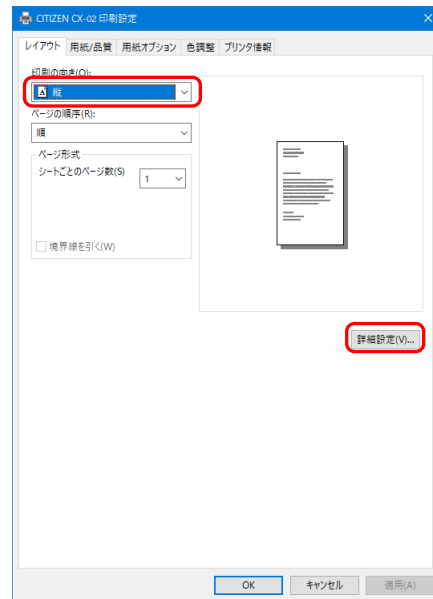 CITIZEN CX-02 印刷設定
レイアウト 用紙/品質 用紙オプション 色調整 プリンタ情報
印刷の向き(O):
縦
ページの順序(R):
順
ページ形式
シートごとのページ数(S)
1
境界線を引く(W)
詳細設定(V)...
OK キャンセル 適用(A)